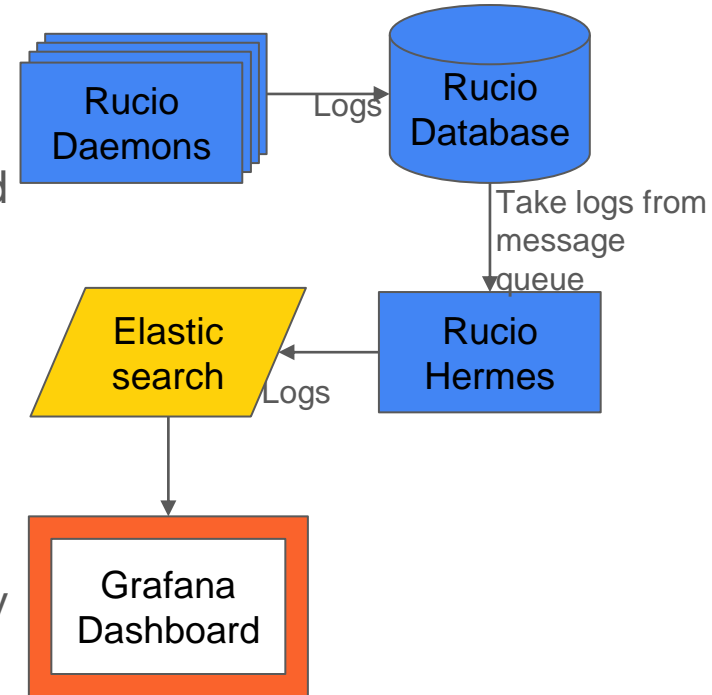 Rucio
Daemons
Logs
Rucio
Database
d
Take logs from
message
queue
Elastic
search
Logs
Rucio
Hermes
Grafana
Dashboard
y